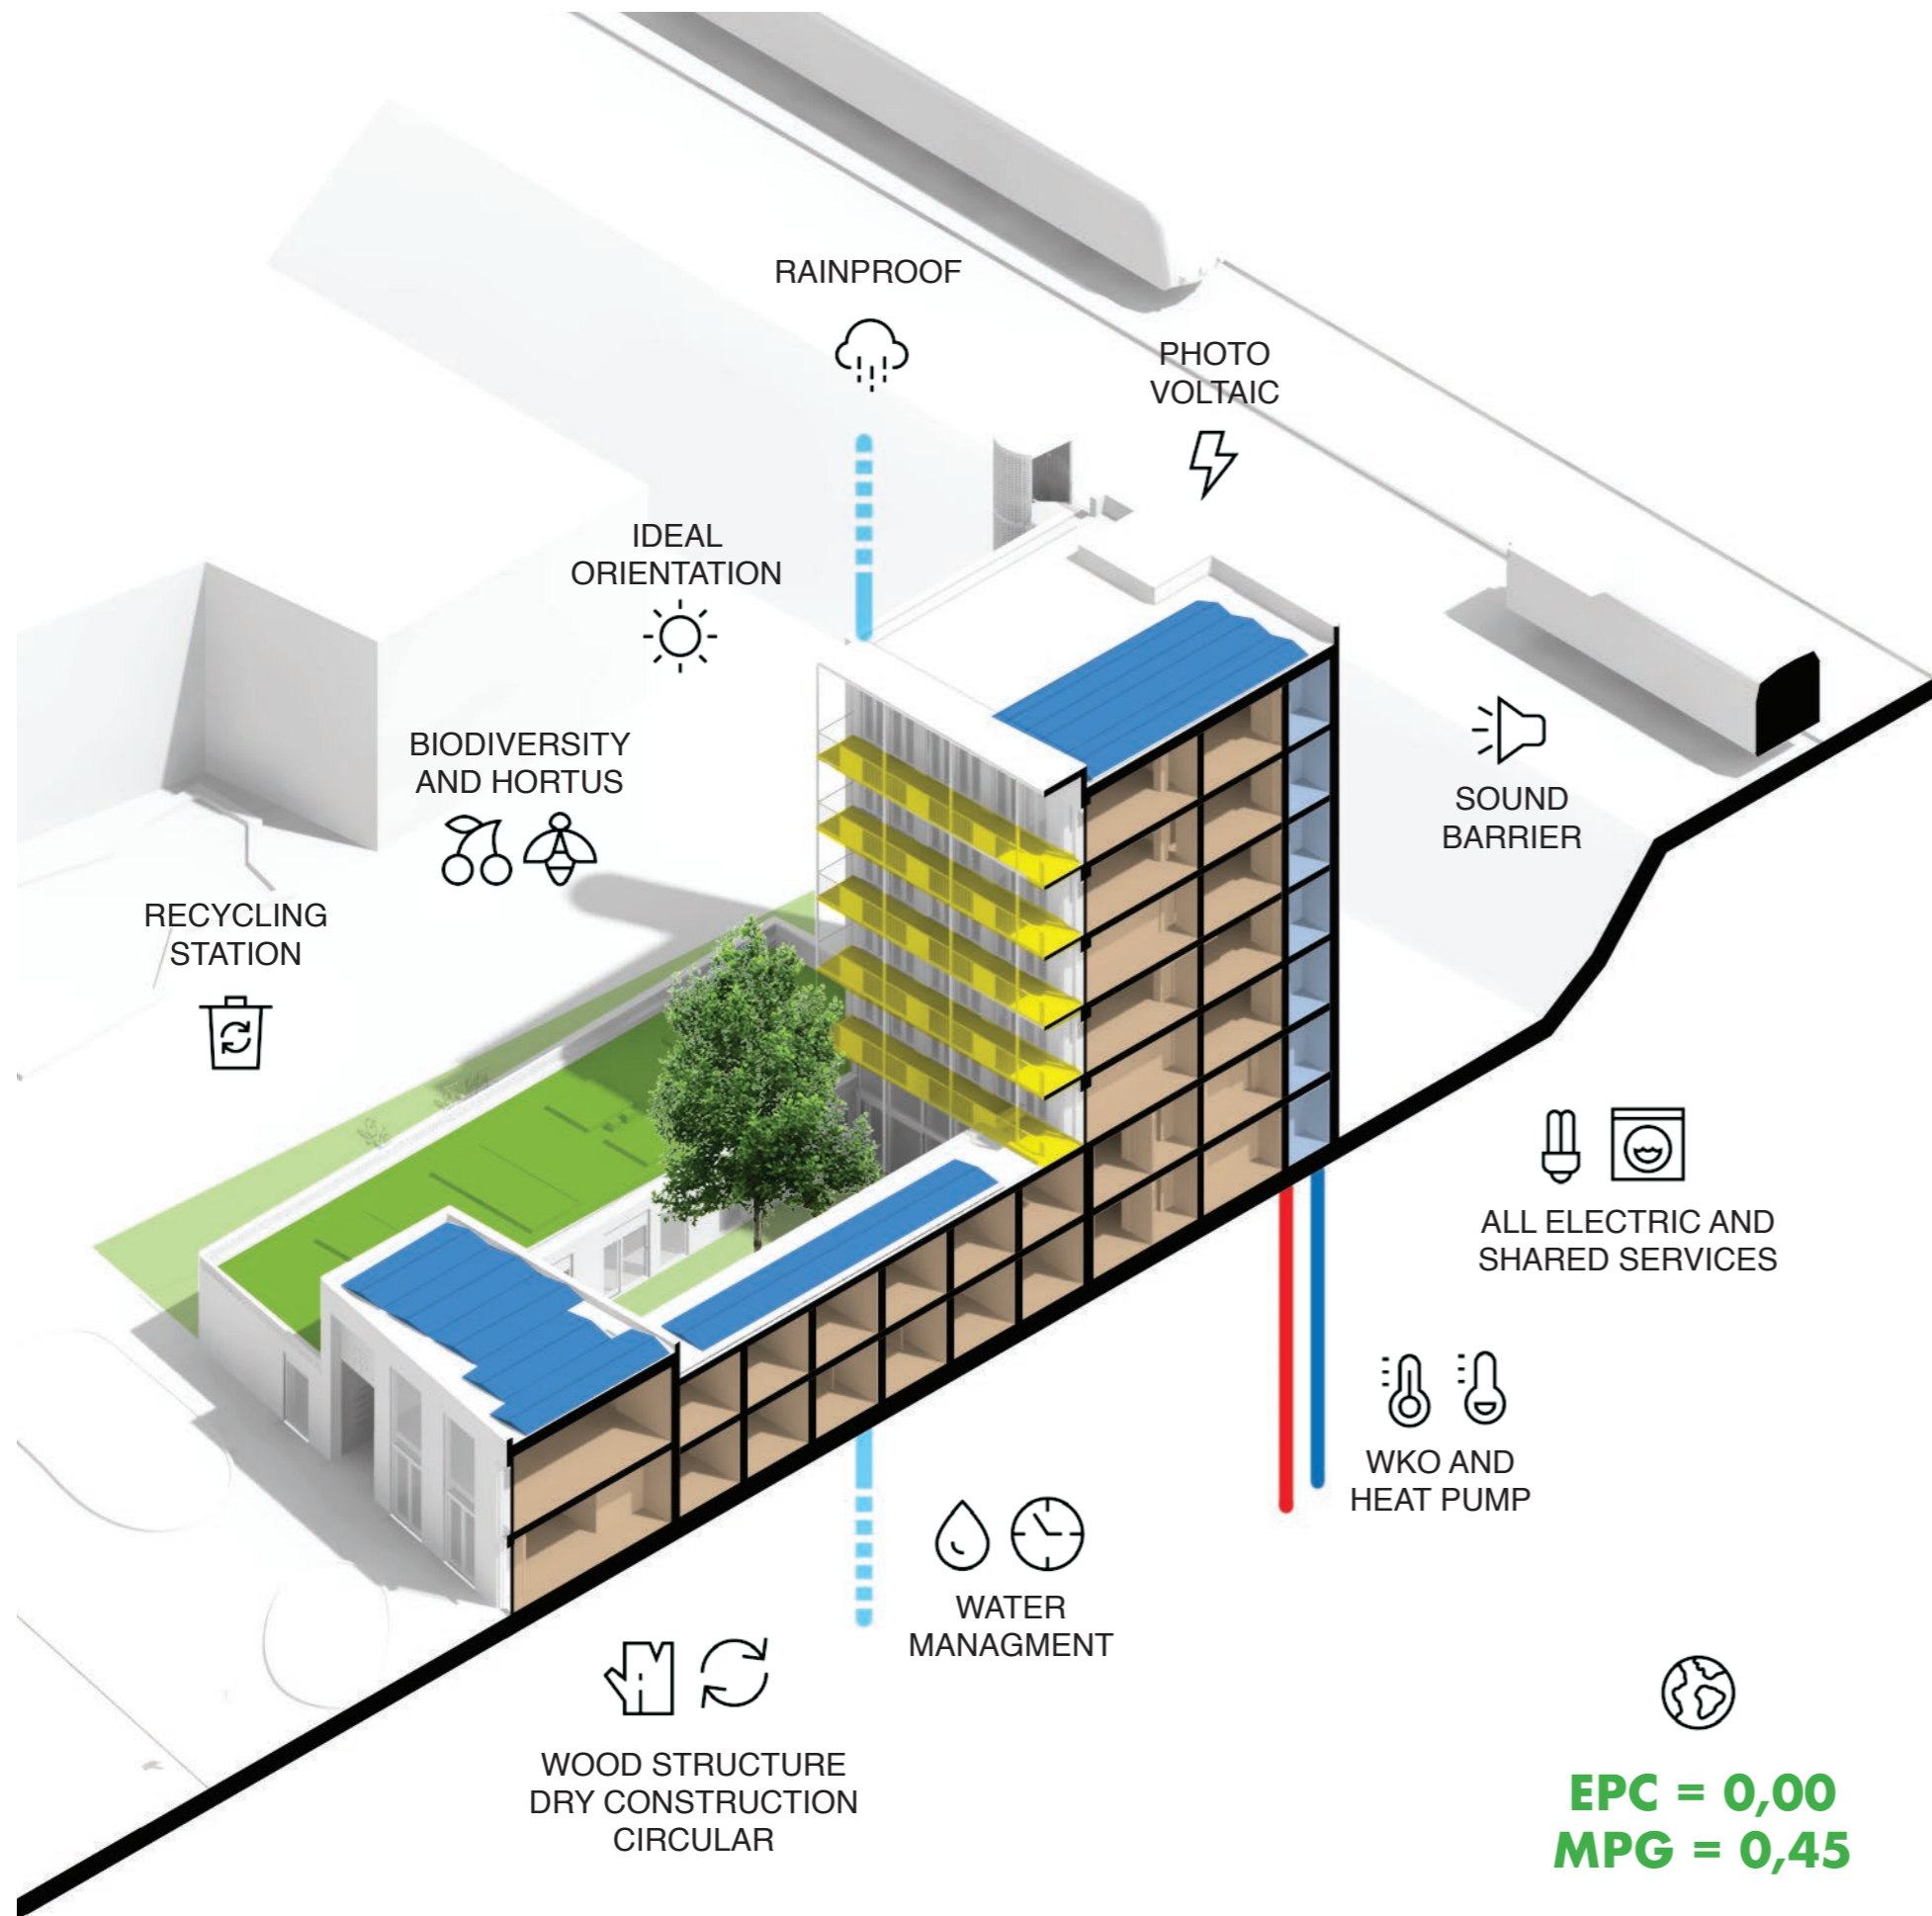 RAINPROOF
PHOTO
VOLTAIC
IDEAL
ORIENTATION
BIODIVERSITY
AND HORTUS
SOUND
BARRIER
RECYCLING
STATION
ALL ELECTRIC AND
SHARED SERVICES
WKO AND
HEAT PUMP
WATER
MANAGMENT
WOOD STRUCTURE
DRY CONSTRUCTION
CIRCULAR
EPC = 0,00
MPG = 0,45